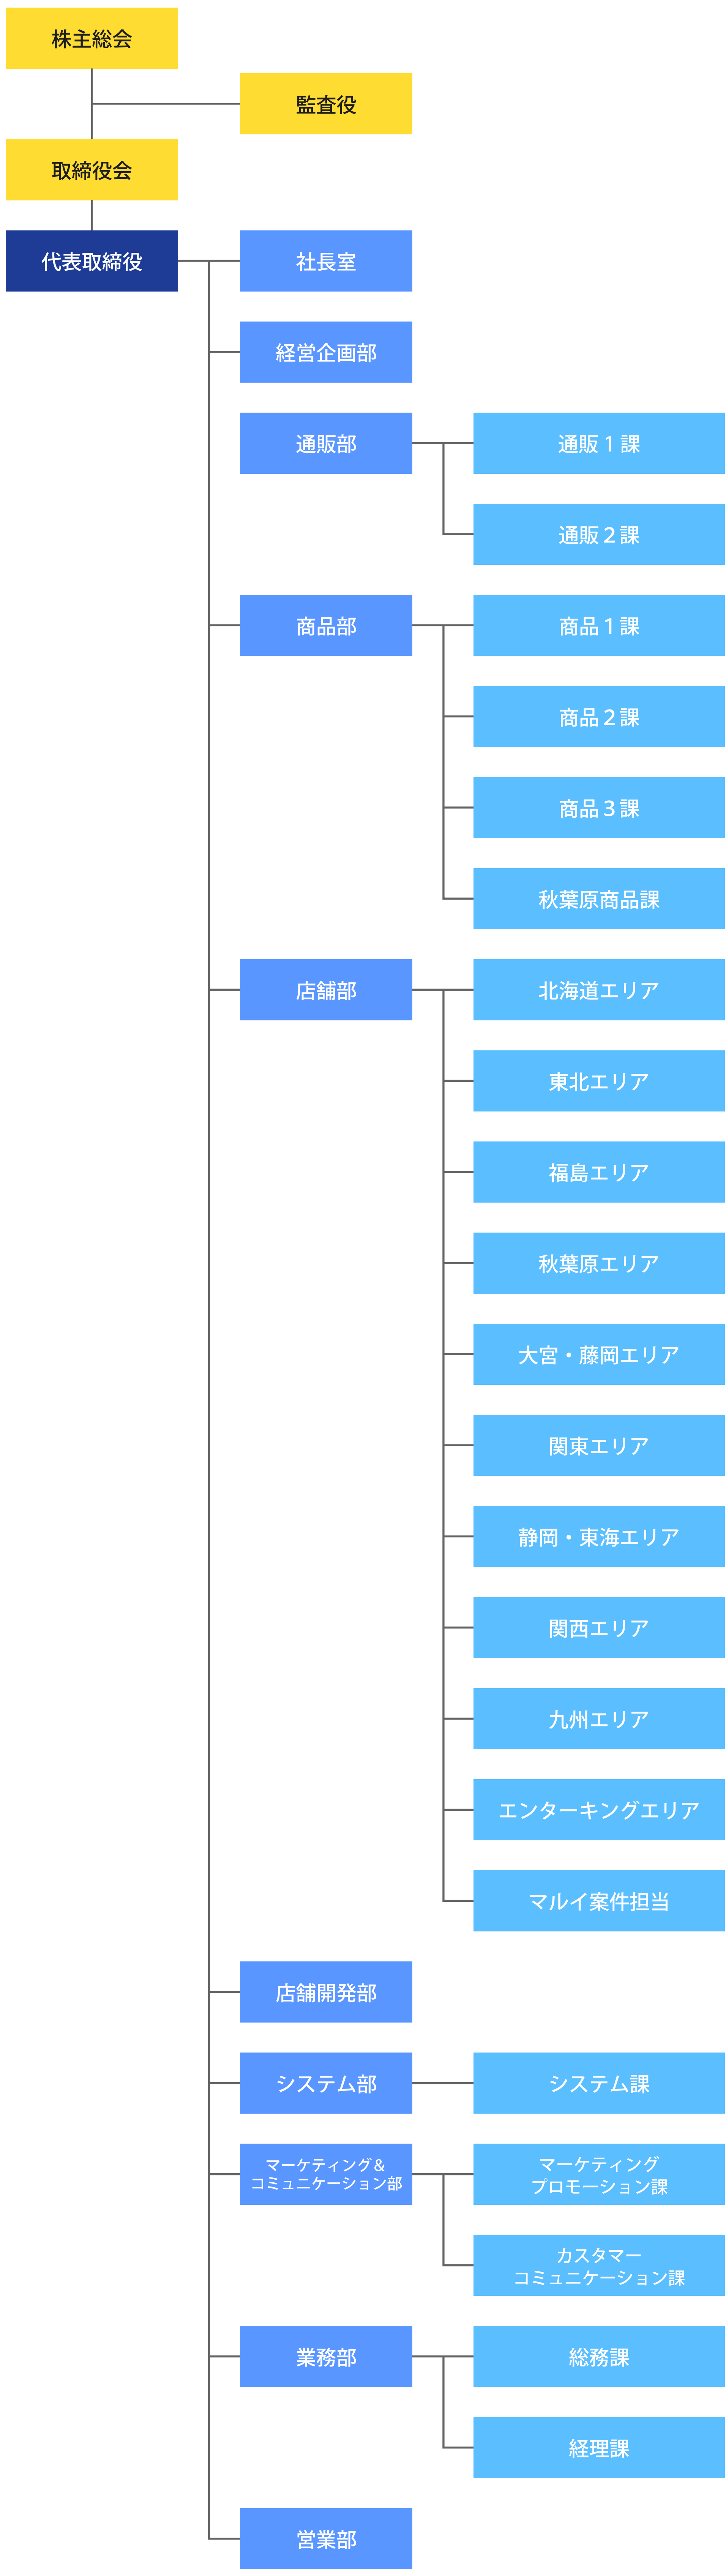 株主総会
監査役
取締役会
代表取締役
社長室
経営企画部
通販部
通販１課
通販２課
商品部
商品１課
商品２課
商品３課
秋葉原商品課
店舗部
北海道エリア
東北エリア
福島エリア
秋葉原エリア
大宮・藤岡エリア
関東エリア
静岡・東海エリア
関西エリア
九州エリア
エンターキングエリア
マルイ案件担当
店舗開発部
システム部
システム課
マーケティング＆
コミュニケーション部
マーケティング
プロモーション課
カスタマー
コミュニケーション課
業務部
総務課
経理課
営業部